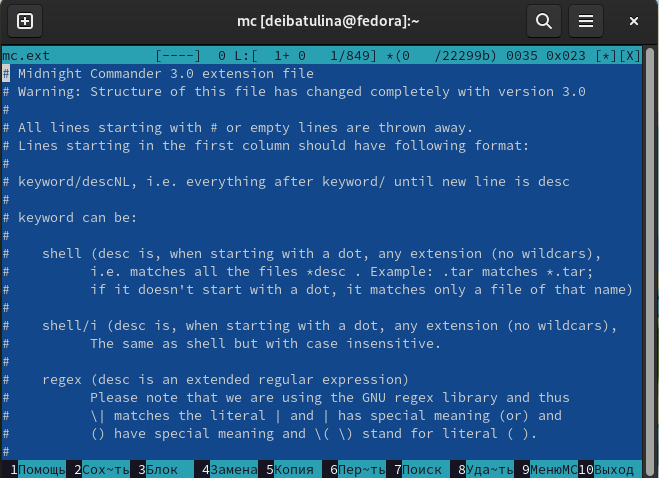 mc [deibatulina@fedora]:~
mc.ext [----] 0 L:[ 1+ 0 1/849] *(0 /22299b) 0035 0x023 [*][X]
# Midnight Commander 3.0 extension file
# Warning: Structure of this file has changed completely with version 3.0
#
# All lines starting with # or empty lines are thrown away.
# Lines starting in the first column should have following format:
#
# keyword/descNL, i.e. everything after keyword/ until new line is desc
#
# keyword can be:
#
#    shell (desc is, when starting with a dot, any extension (no wildcars),
#          i.e. matches all the files *desc . Example: .tar matches *.tar;
#          if it doesn't start with a dot, it matches only a file of that name)
#
#    shell/i (desc is, when starting with a dot, any extension (no wildcars),
#          The same as shell but with case insensitive.
#
#    regex (desc is an extended regular expression)
#          Please note that we are using the GNU regex library and thus
#          \| matches the literal | and | has special meaning (or) and
#          () have special meaning and \( \) stand for literal ( ).
#
1Помощь 2Сох~ть 3Блок 4Замена 5Копия 6Пер~ть 7Поиск 8Уда~ть 9МенюMC 10Выход